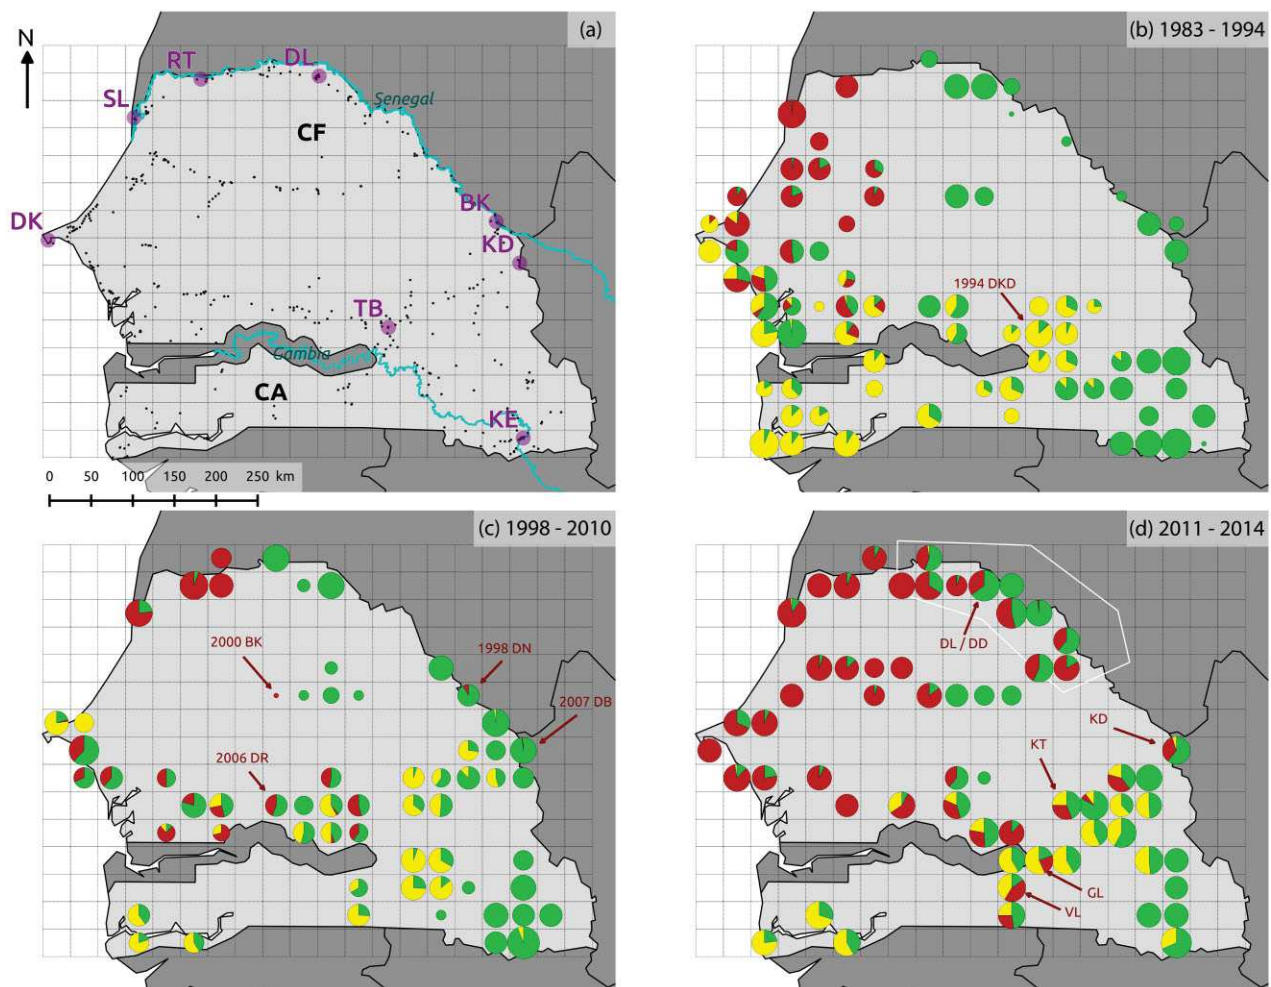 N
(a)
RT
DL
SL
Senegal
CF
DK
BK
KD
TB
Gambia
CA
KE
0 50 100 150 200 250 km
(b) 1983 - 1994
1994 DKD
(c) 1998 - 2010
2000 BK
1998 DN
2007 DB
2006 DR
(d) 2011 - 2014
DL / DD
KD
KT
GL
VL